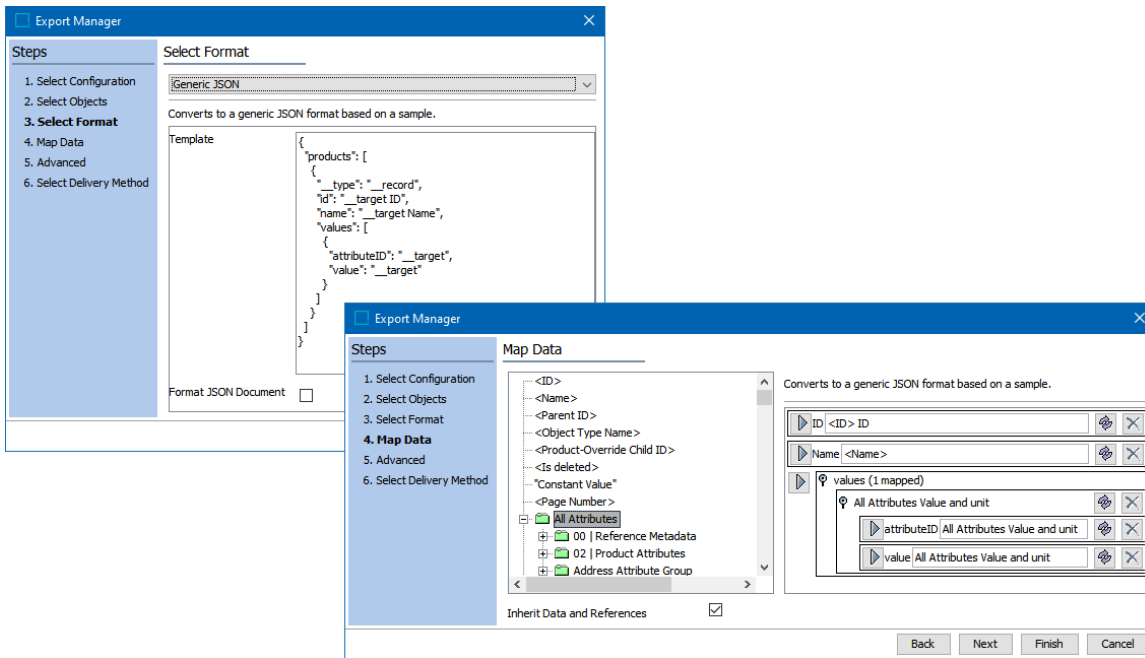 Export Manager
Steps
1. Select Configuration
2. Select Objects
3. Select Format
4. Map Data
5. Advanced
6. Select Delivery Method
Select Format
Generic JSON
Converts to a generic JSON format based on a sample.
Template
{
"products": [
{
"__type": "__record",
"id": "__target ID",
"name": "__target Name",
"values": [
{
"attributeID": "__target",
"value": "__target"
}
]
}
]
}
Format JSON Document
Export Manager
Steps
1. Select Configuration
2. Select Objects
3. Select Format
4. Map Data
5. Advanced
6. Select Delivery Method
Map Data
<ID>
<Name>
<Parent ID>
<Object Type Name>
<Product-Override Child ID>
<Is deleted>
"Constant Value"
<Page Number>
All Attributes
00 | Reference Metadata
02 | Product Attributes
Address Attribute Group
Inherit Data and References
Converts to a generic JSON format based on a sample.
ID <ID> ID
Name <Name>
values (1 mapped)
All Attributes Value and unit
attributeID All Attributes Value and unit
value All Attributes Value and unit
Back Next Finish Cancel